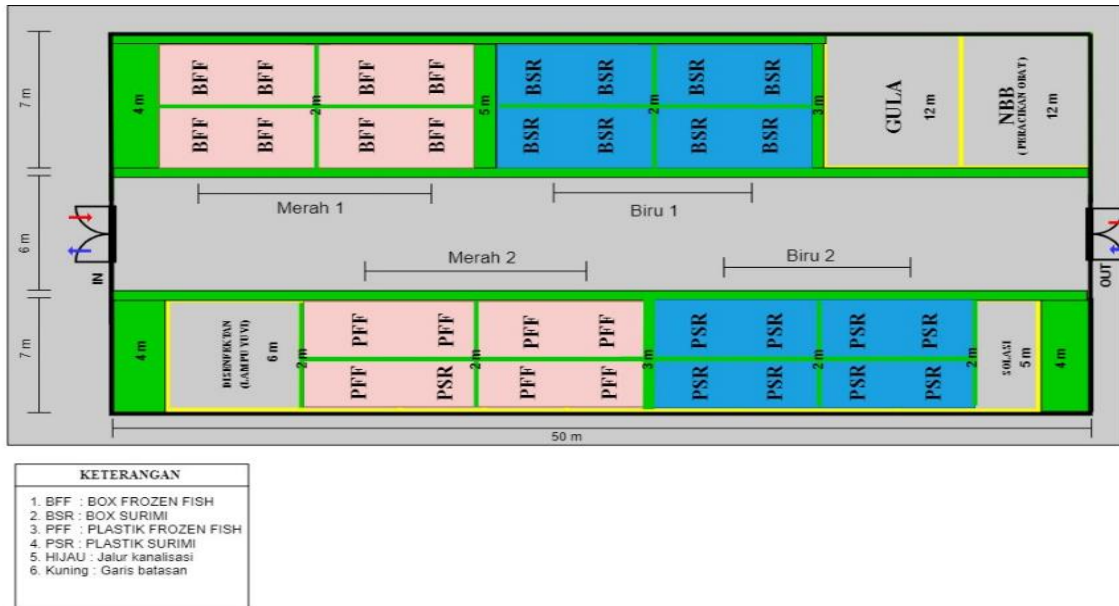 7 m
6 m
7 m
4 m
BFF BFF BFF BFF
BFF BFF BFF BFF
2 m
5 m
BSR BSR BSR BSR
BSR BSR BSR BSR
2 m
3 m
GULA
12 m
NBB
( PERACIKAN OBAT)
12 m
Merah 1
Biru 1
Merah 2
Biru 2
IN
OUT
4 m
DISENFEKTAN
(LAMPU YUVI)
6 m
2 m
PFF PFF PFF PFF
PFF PSR PFF PFF
2 m
3 m
PSR PSR PSR PSR
PSR PSR PSR PSR
2 m
2 m
SOLASI
5 m
4 m
50 m
KETERANGAN
1. BFF : BOX FROZEN FISH
2. BSR : BOX SURIMI
3. PFF : PLASTIK FROZEN FISH
4. PSR : PLASTIK SURIMI
5. HIJAU : Jalur kanalisasi
6. Kuning : Garis batasan